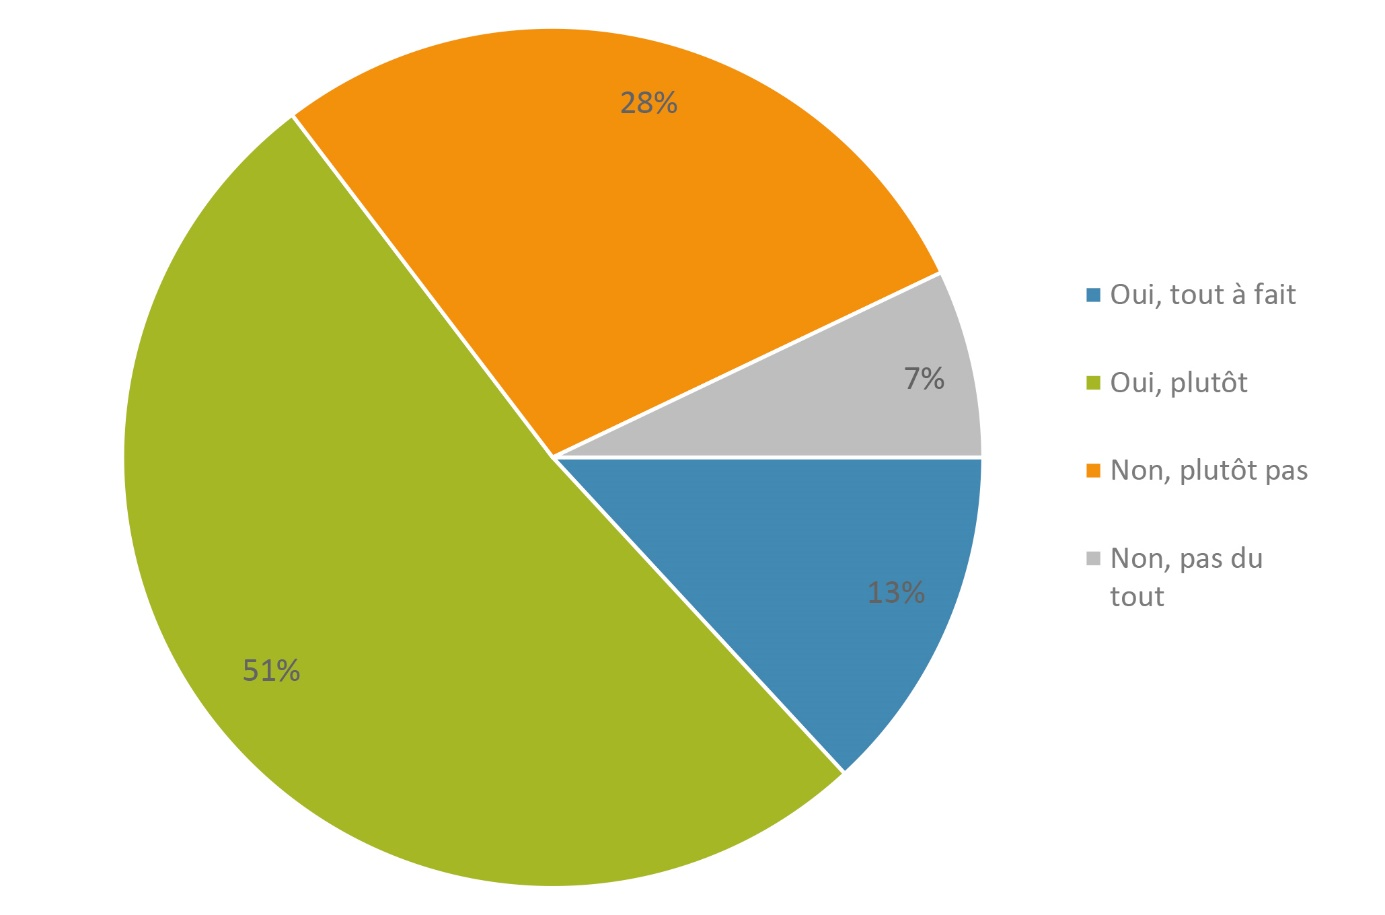 28%
7%
13%
51%
Oui, tout à fait
Oui, plutôt
Non, plutôt pas
Non, pas du
tout